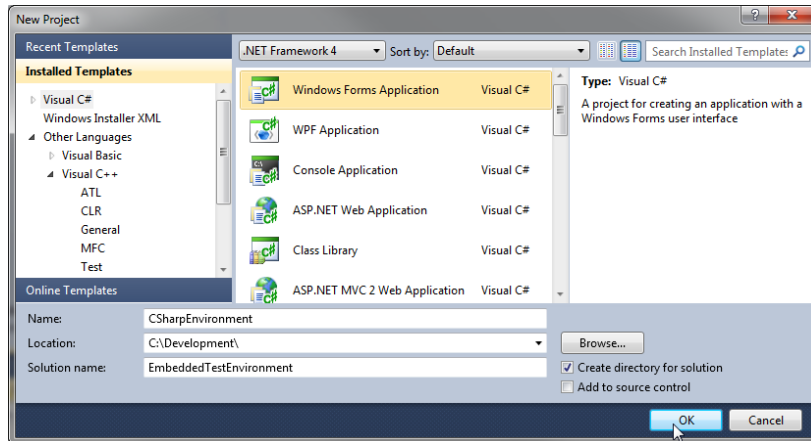 New Project
Recent Templates
Installed Templates
Visual C#
Windows Installer XML
Other Languages
Visual Basic
Visual C++
ATL
CLR
General
MFC
Test
Online Templates
.NET Framework 4 Sort by: Default Search Installed Templates
Windows Forms Application Visual C#
WPF Application Visual C#
Console Application Visual C#
ASP.NET Web Application Visual C#
Class Library Visual C#
ASP.NET MVC 2 Web Application Visual C#
Type: Visual C#
A project for creating an application with a
Windows Forms user interface
Name: CSharpEnvironment
Location: C:\Development\ Browse...
Solution name: EmbeddedTestEnvironment Create directory for solution
Add to source control
OK Cancel